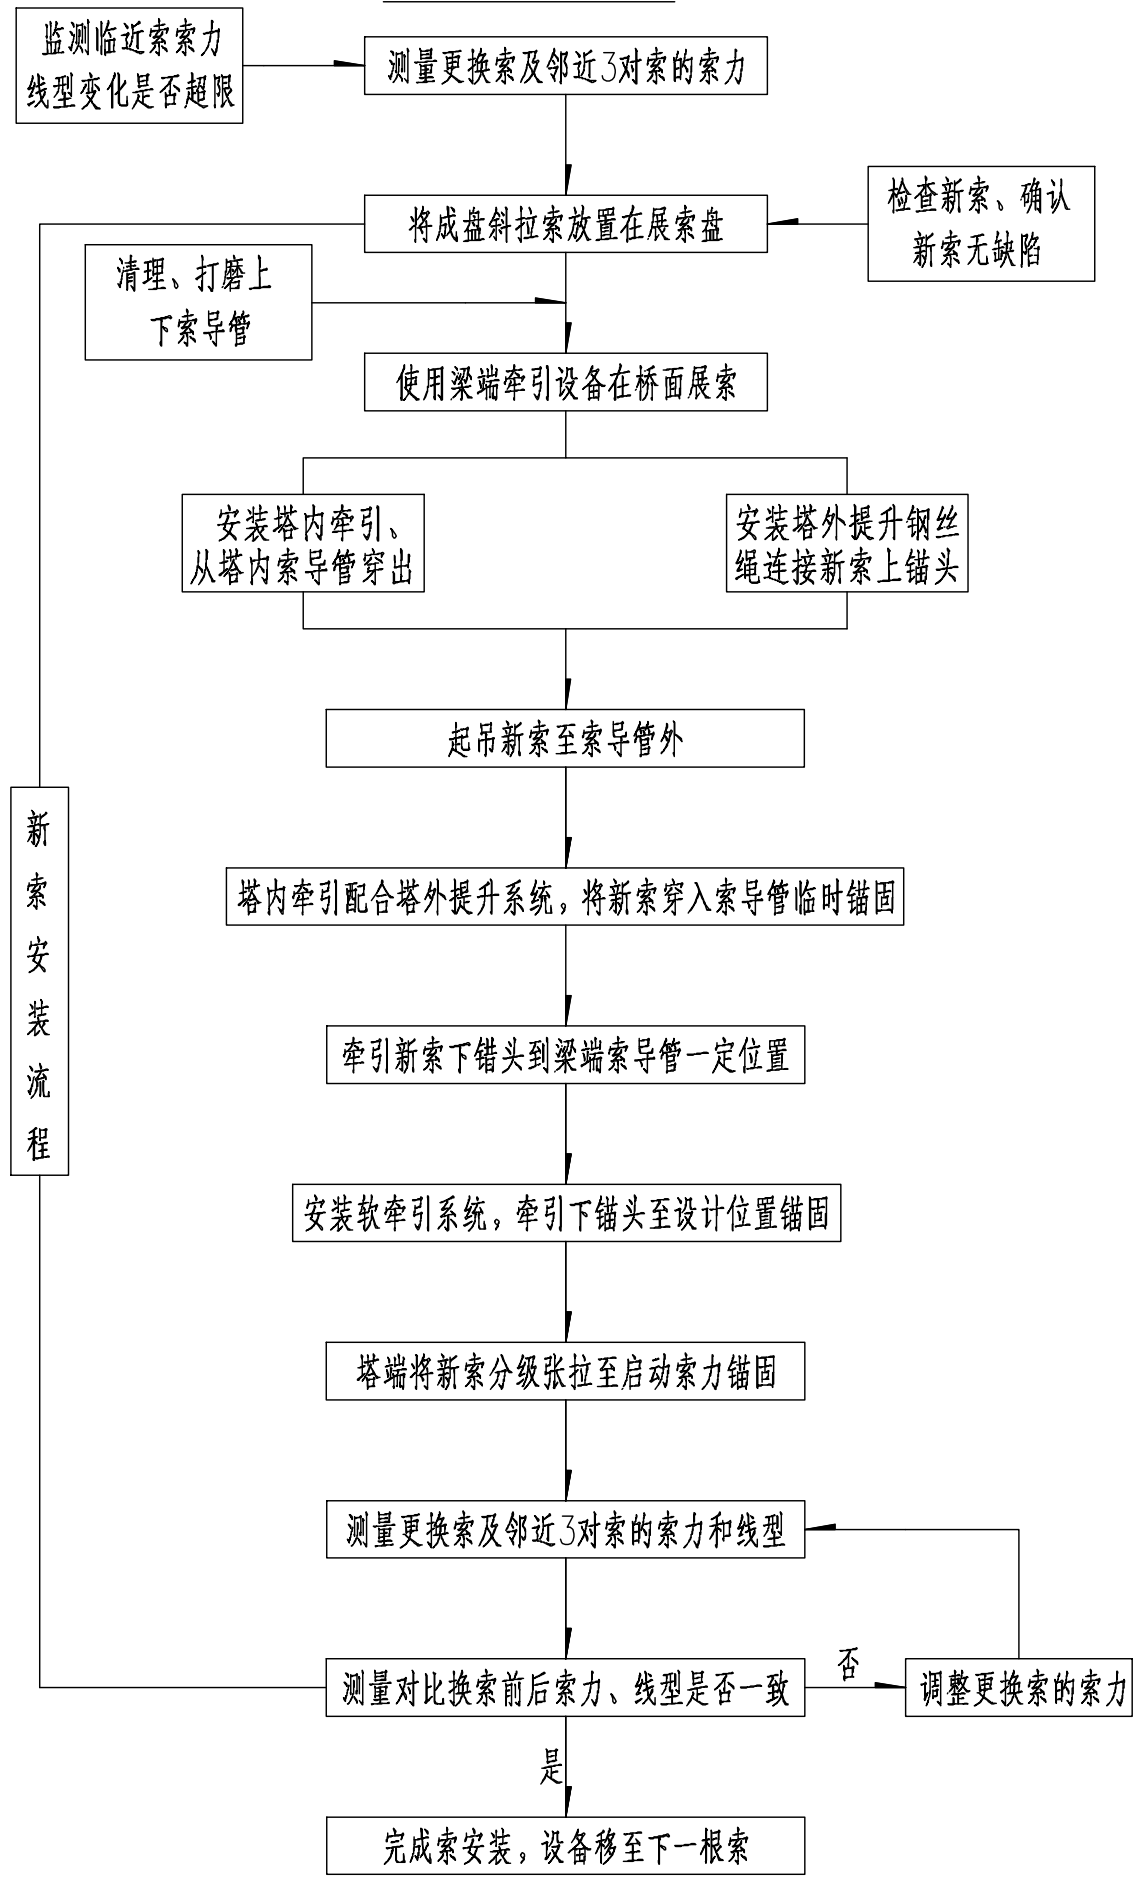 监测临近索索力
线型变化是否超限
测量更换索及邻近3对索的索力
将成盘斜拉索放置在展索盘
检查新索、确认
新索无缺陷
清理、打磨上
下索导管
使用梁端牵引设备在桥面展索
安装塔内牵引、
从塔内索导管穿出
安装塔外提升钢丝
绳连接新索上锚头
起吊新索至索导管外
新
索
安
装
流
程
塔内牵引配合塔外提升系统，将新索穿入索导管临时锚固
牵引新索下错头到梁端索导管一定位置
安装软牵引系统，牵引下锚头至设计位置锚固
塔端将新索分级张拉至启动索力锚固
测量更换索及邻近3对索的索力和线型
测量对比换索前后索力、线型是否一致
否
调整更换索的索力
是
完成索安装，设备移至下一根索